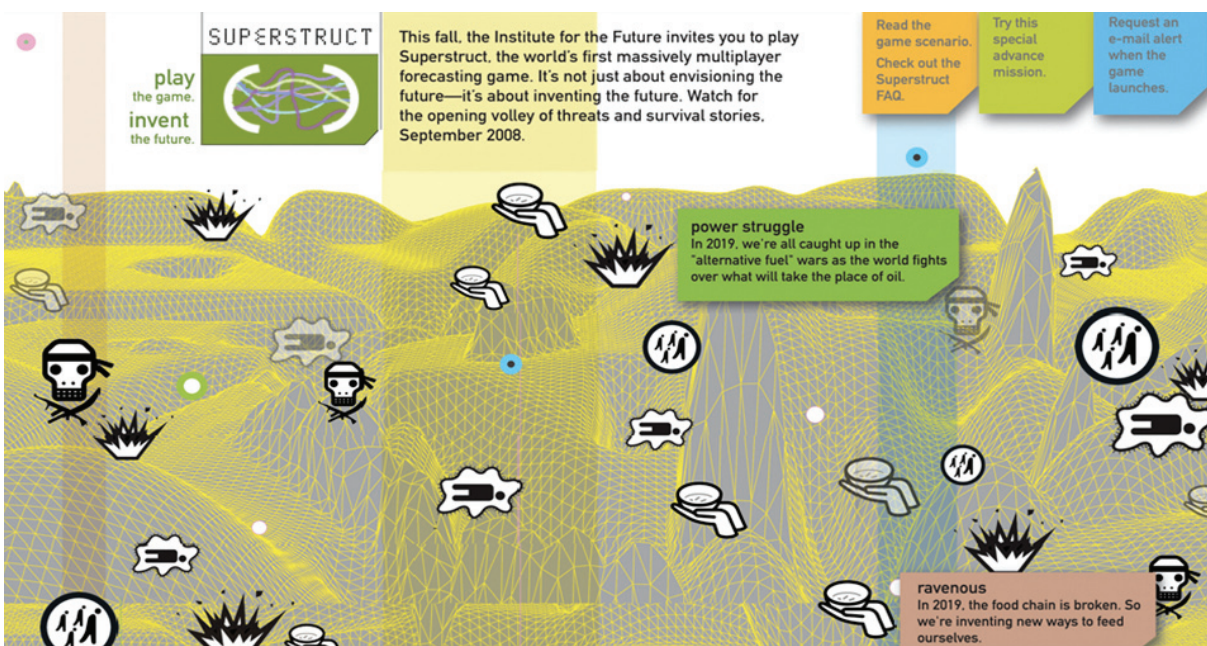 SUPERSTRUCT
play
the game.
invent
the future.
This fall, the Institute for the Future invites you to play
Superstruct, the world's first massively multiplayer
forecasting game. It's not just about envisioning the
future—it's about inventing the future. Watch for
the opening volley of threats and survival stories,
September 2008.
Read the
game scenario.
Check out the
Superstruct
FAQ.
Try this
special
advance
mission.
Request an
e-mail alert
when the
game
launches.
power struggle
In 2019, we're all caught up in the
"alternative fuel" wars as the world fights
over what will take the place of oil.
ravenous
In 2019, the food chain is broken. So
we're inventing new ways to feed
ourselves.